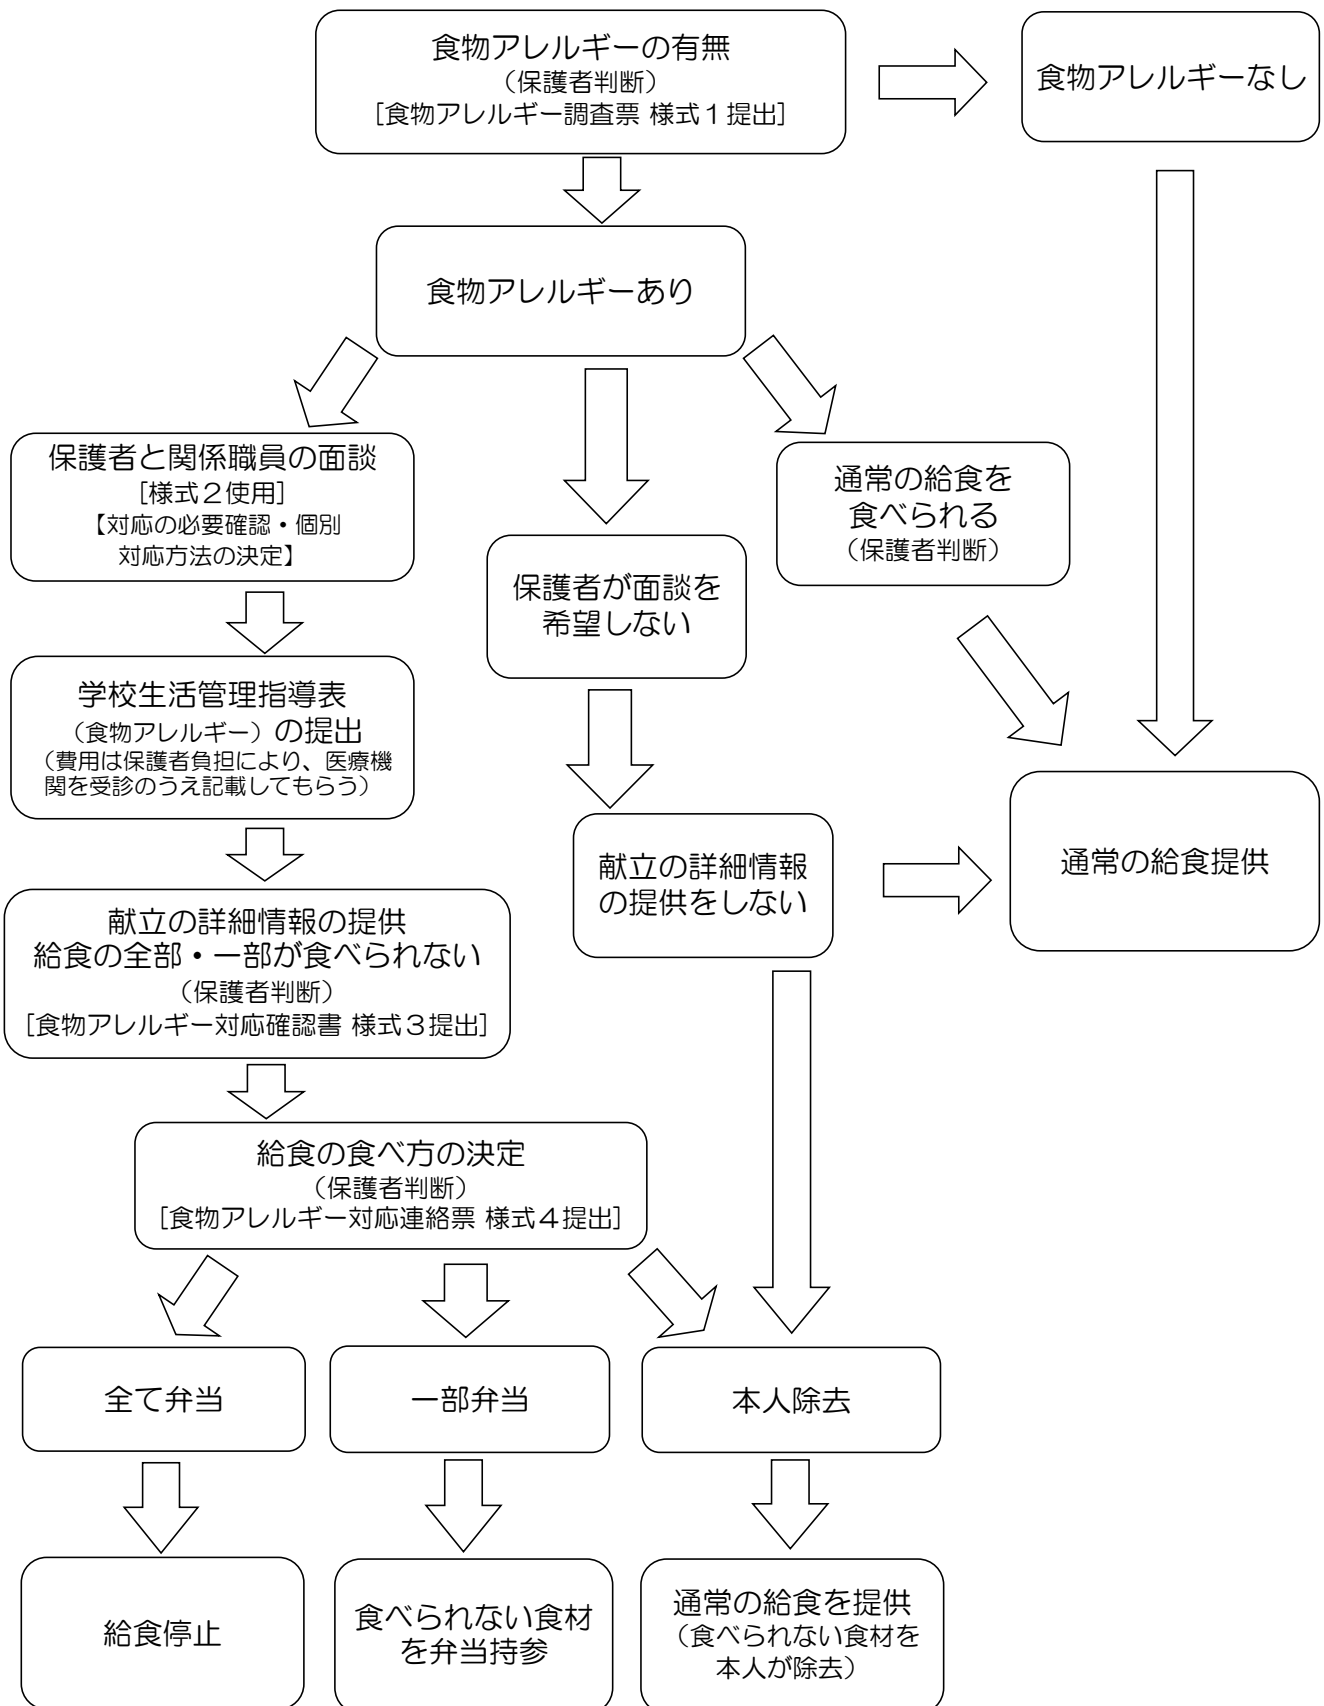 食物アレルギーの有無
（保護者判断）
［食物アレルギー調査票 様式１提出］
食物アレルギーなし
食物アレルギーあり
保護者と関係職員の面談
［様式２使用］
【対応の必要確認・個別
対応方法の決定】
保護者が面談を
希望しない
通常の給食を
食べられる
（保護者判断）
学校生活管理指導表
（食物アレルギー）の提出
（費用は保護者負担により、医療機
関を受診のうえ記載してもらう）
献立の詳細情報
の提供をしない
通常の給食提供
献立の詳細情報の提供
給食の全部・一部が食べられない
（保護者判断）
［食物アレルギー対応確認書 様式３提出］
給食の食べ方の決定
（保護者判断）
［食物アレルギー対応連絡票 様式４提出］
全て弁当
一部弁当
本人除去
給食停止
食べられない食材
を弁当持参
通常の給食を提供
（食べられない食材を
本人が除去）